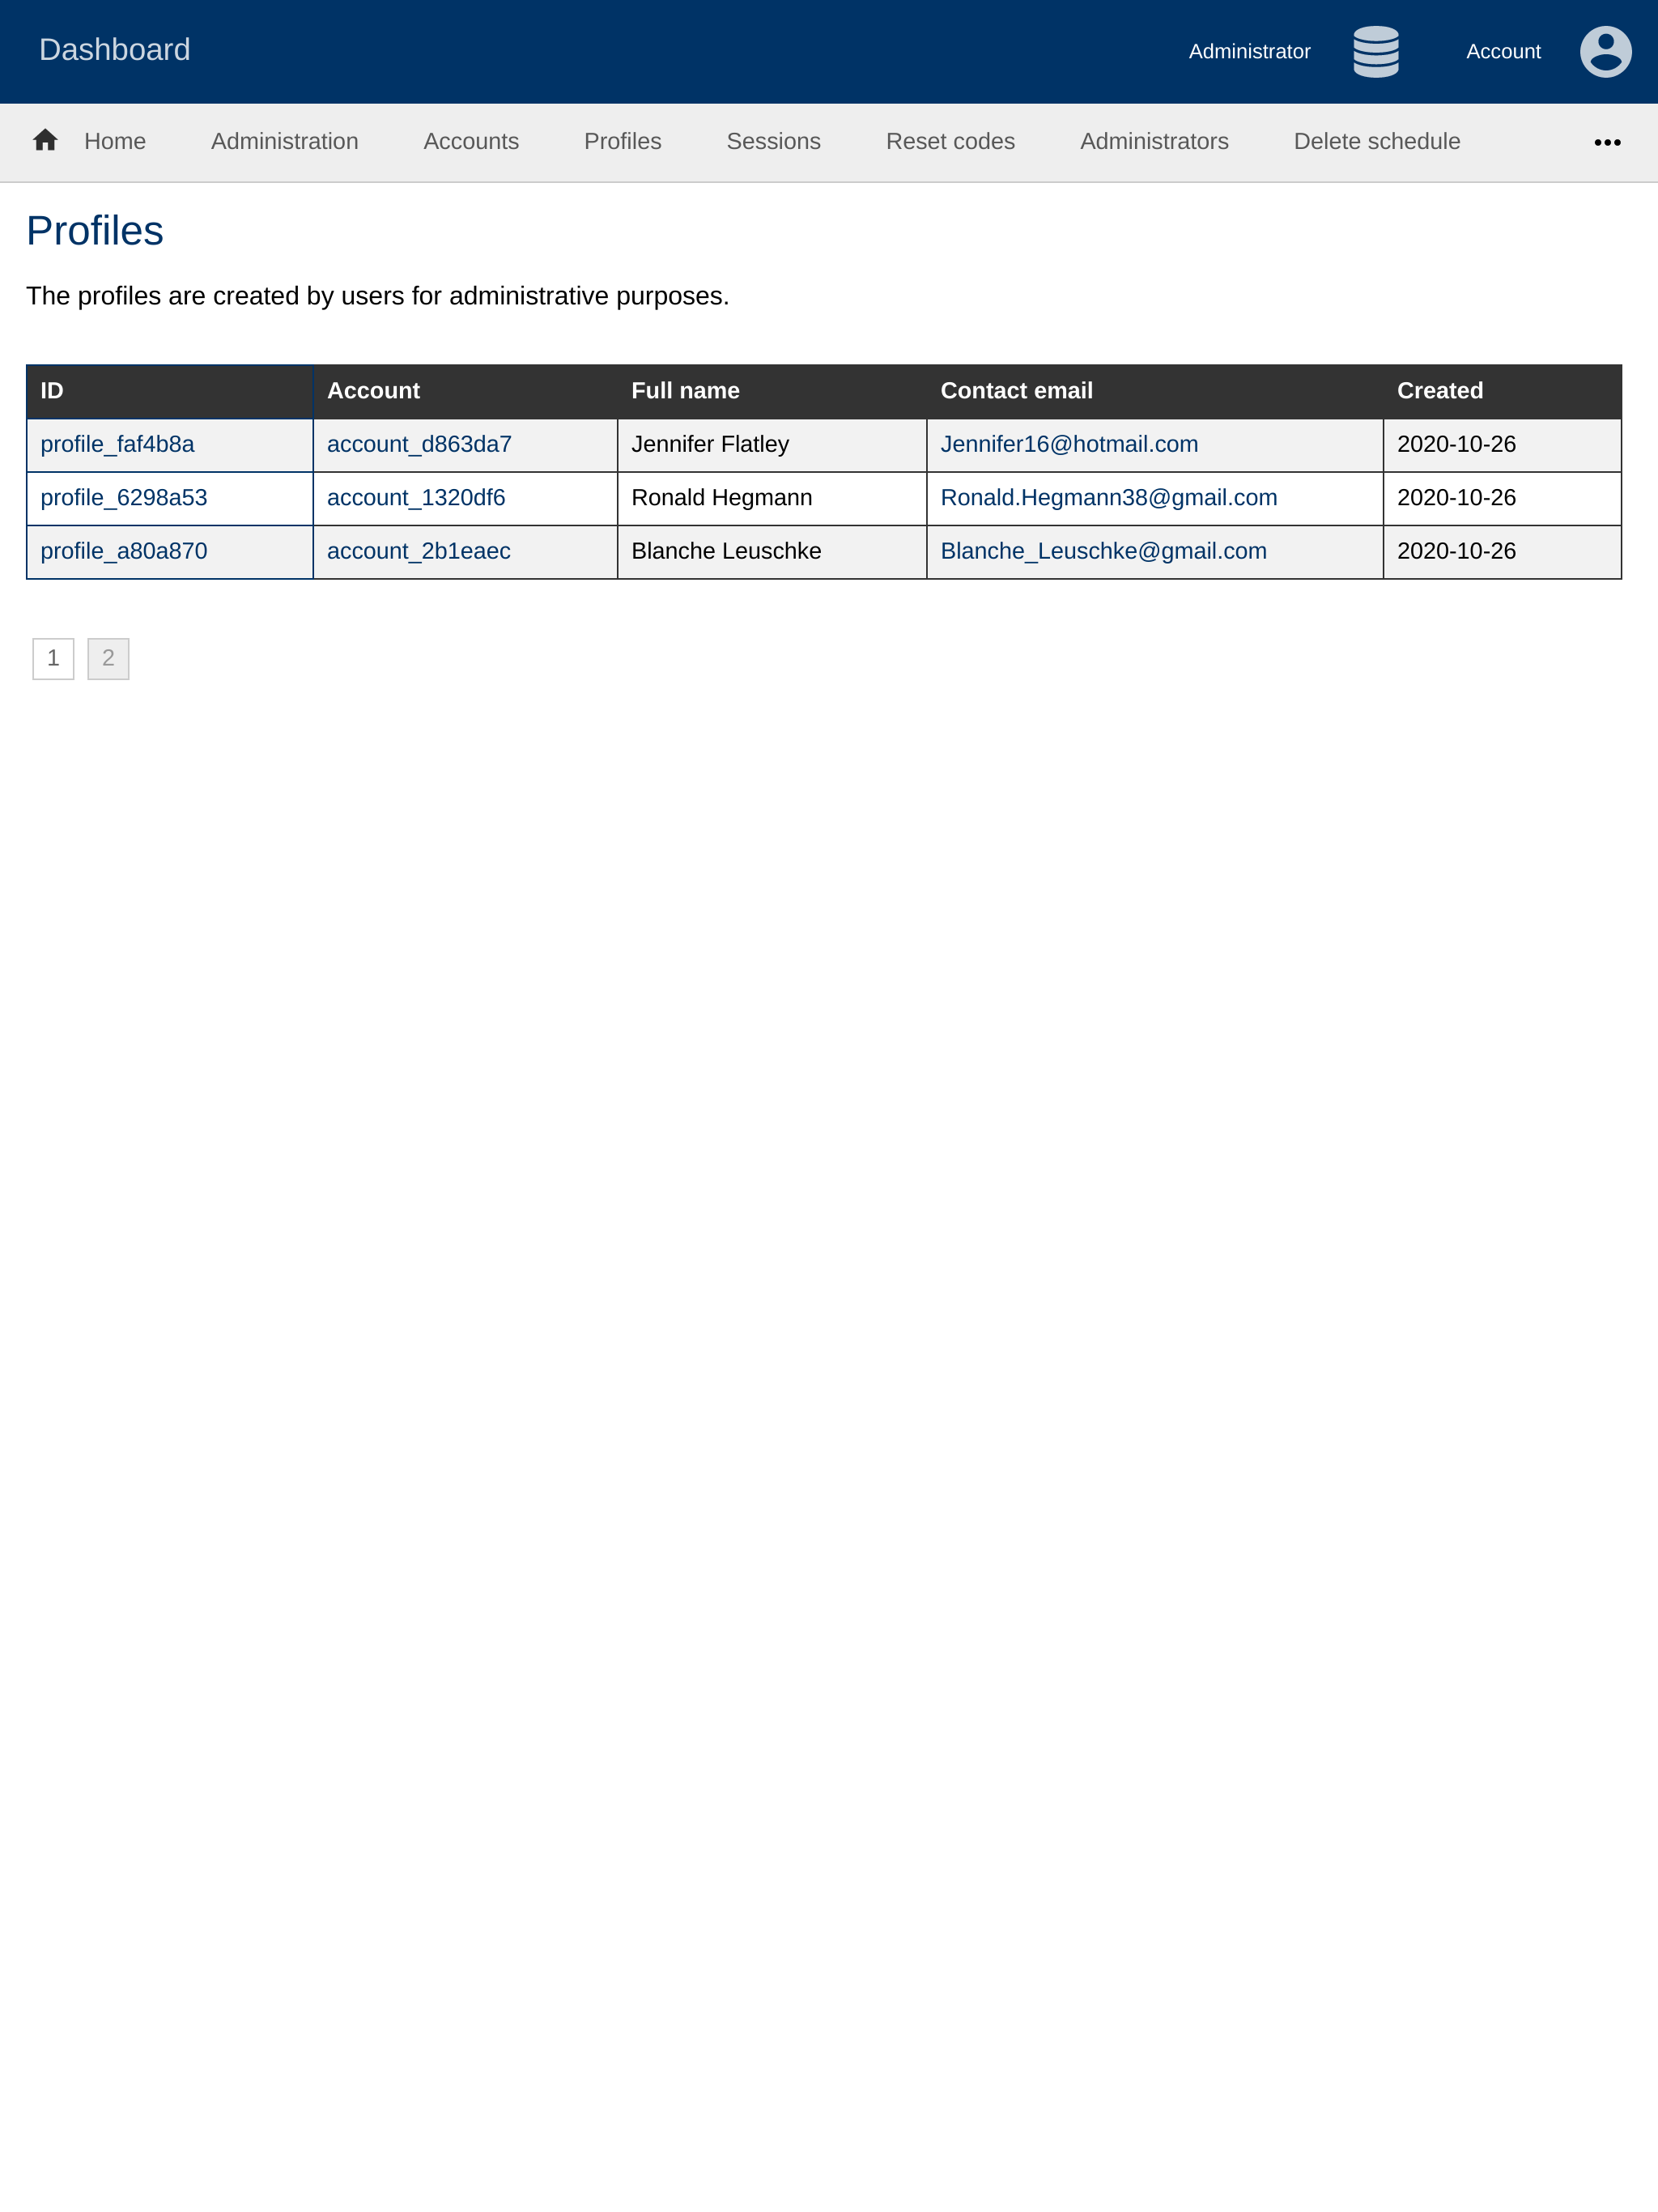 Dashboard Administrator Account
Home Administration Accounts Profiles Sessions Reset codes Administrators Delete schedule
Profiles
The profiles are created by users for administrative purposes.
ID Account Full name Contact email Created
profile_faf4b8a account_d863da7 Jennifer Flatley Jennifer16@hotmail.com 2020-10-26
profile_6298a53 account_1320df6 Ronald Hegmann Ronald.Hegmann38@gmail.com 2020-10-26
profile_a80a870 account_2b1eaec Blanche Leuschke Blanche_Leuschke@gmail.com 2020-10-26
1 2